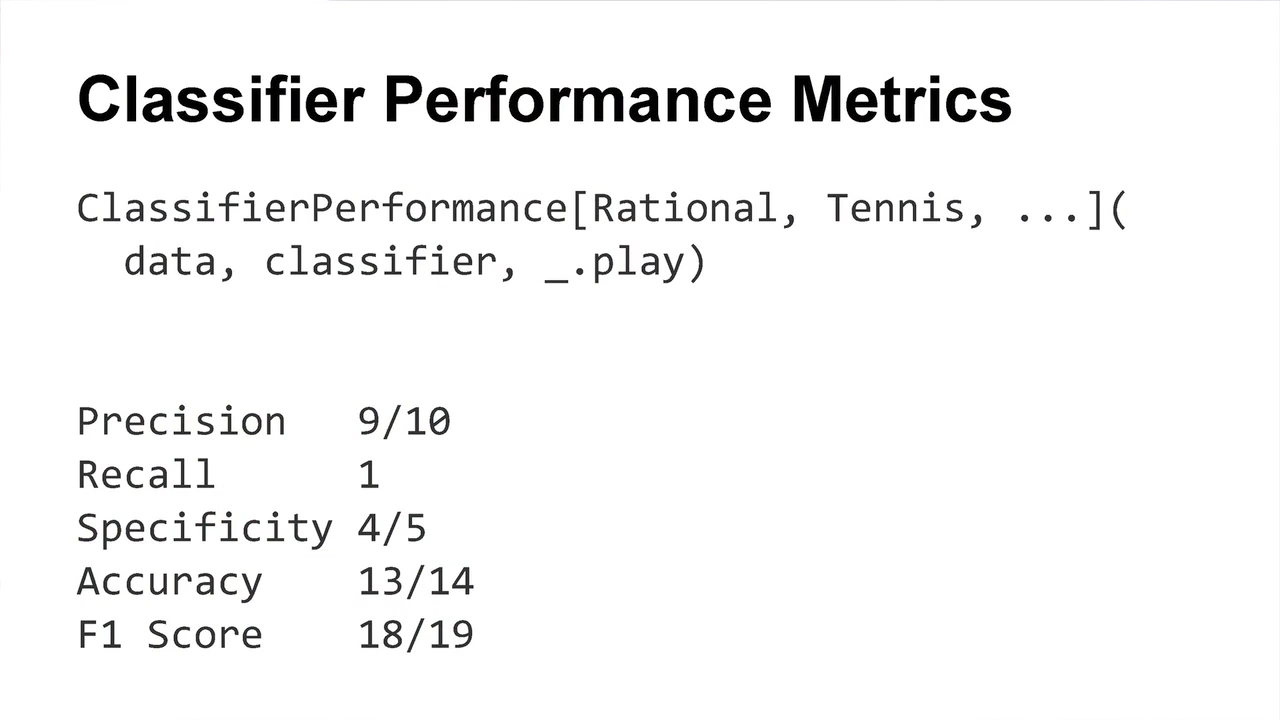 Classifier Performance Metrics
ClassifierPerformance[Rational, Tennis, ...](
data, classifier, _.play)
Precision 9/10
Recall 1
Specificity 4/5
Accuracy 13/14
F1 Score 18/19